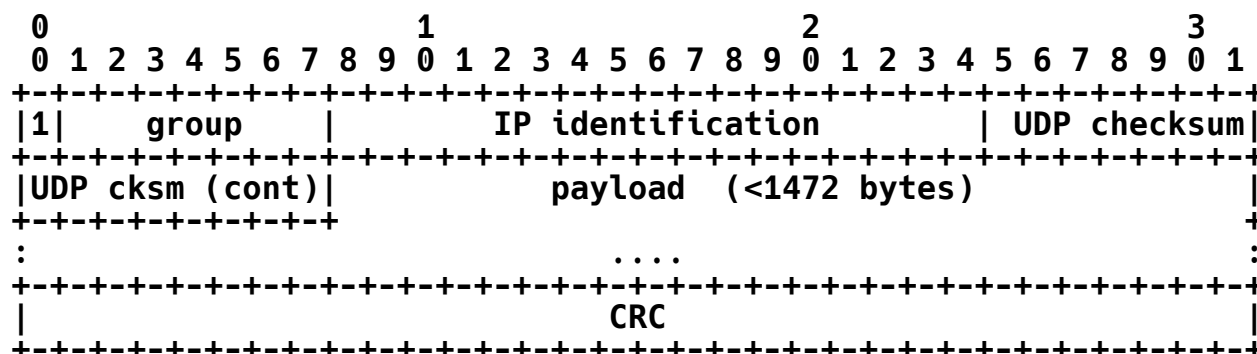 0 1 2 3
0 1 2 3 4 5 6 7 8 9 0 1 2 3 4 5 6 7 8 9 0 1 2 3 4 5 6 7 8 9 0 1
+-+-+-+-+-+-+-+-+-+-+-+-+-+-+-+-+-+-+-+-+-+-+-+-+-+-+-+-+-+-+-+-+
|1| group | IP identification | UDP checksum|
+-+-+-+-+-+-+-+-+-+-+-+-+-+-+-+-+-+-+-+-+-+-+-+-+-+-+-+-+-+-+-+-+
|UDP cksm (cont)| payload (<1472 bytes) |
+-+-+-+-+-+-+-+-+ +
: .... :
+-+-+-+-+-+-+-+-+-+-+-+-+-+-+-+-+-+-+-+-+-+-+-+-+-+-+-+-+-+-+-+-+
| CRC |
+-+-+-+-+-+-+-+-+-+-+-+-+-+-+-+-+-+-+-+-+-+-+-+-+-+-+-+-+-+-+-+-+